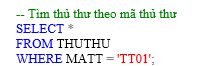 -- Tìm thủ thư theo mã thủ thư
SELECT *
FROM THUTHU
WHERE MATT = 'TT01';